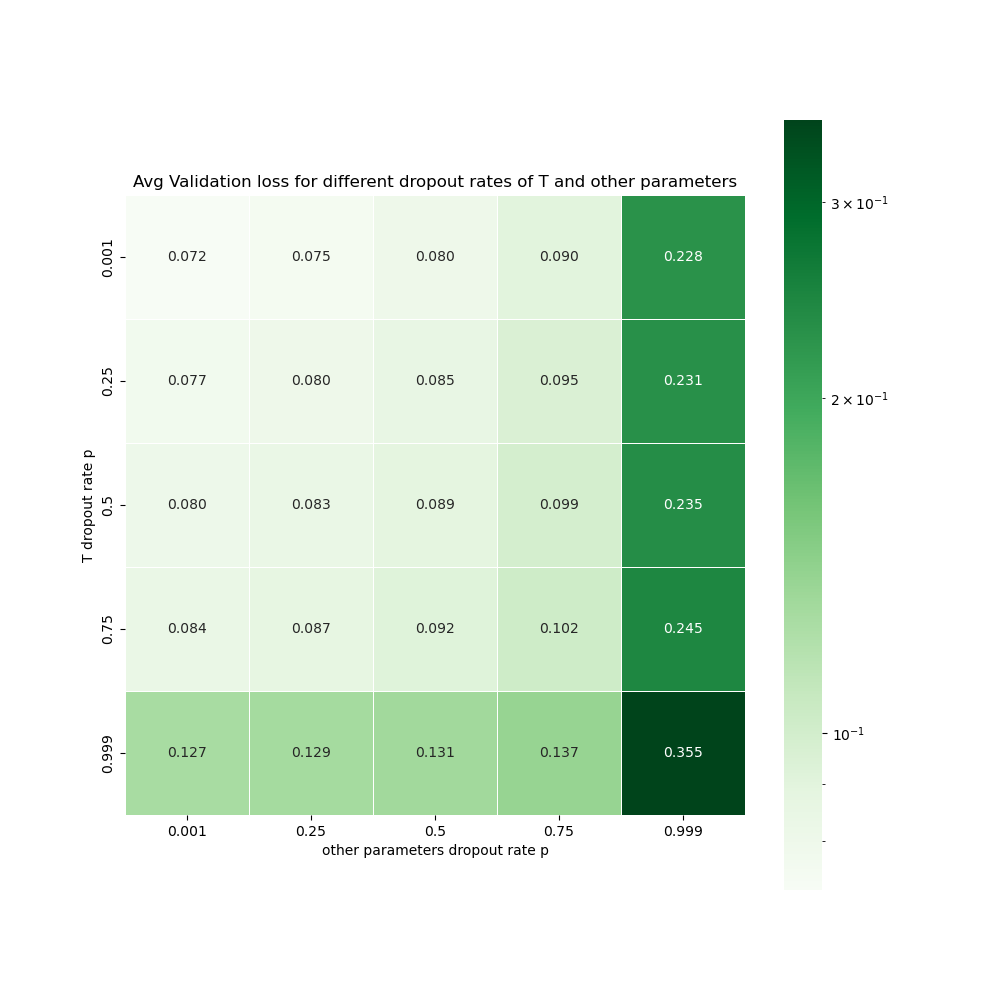 Avg Validation loss for different dropout rates of T and other parameters
0.001 0.072 0.075 0.080 0.090 0.228
0.25 0.077 0.080 0.085 0.095 0.231
0.5 0.080 0.083 0.089 0.099 0.235
0.75 0.084 0.087 0.092 0.102 0.245
0.999 0.127 0.129 0.131 0.137 0.355
T dropout rate p
0.001 0.25 0.5 0.75 0.999
other parameters dropout rate p
3 × 10⁻¹
2 × 10⁻¹
10⁻¹